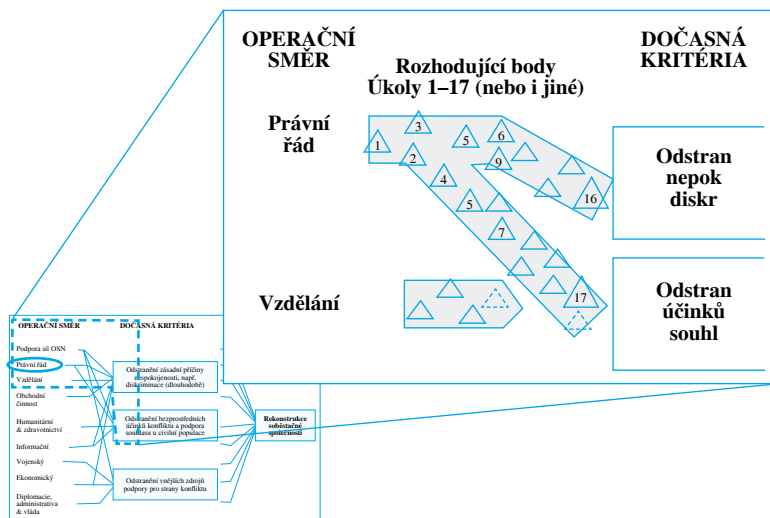 OPERAČNÍ
SMĚR
Rozhodující body
Úkoly 1–17 (nebo i jiné)
DOČASNÁ
KRITÉRIA
Právní
řád
1
3
2
5
6
9
4
5
7
16
17
Odstran
nepok
diskr
Vzdělání
Odstran
účinků
souhl
OPERAČNÍ SMĚR
DOČASNÁ KRITÉRIA
Podpora sil OSN
Právní řád
Vzdělání
Obchodní
činnost
Humanitární
& zdravotnictví
Informační
Vojenský
Ekonomický
Diplomacie,
administrativa
& vláda
Odstranění zásadní příčiny
nespokojenosti, např.
diskriminace (dlouhodobě)
Odstranění bezprostředních
účinků konfliktu a podpora
souhlasu u civilní populace
Odstranění vnějších zdrojů
podpory pro strany konfliktu
Rekonstrukce
soběstačné
společnosti